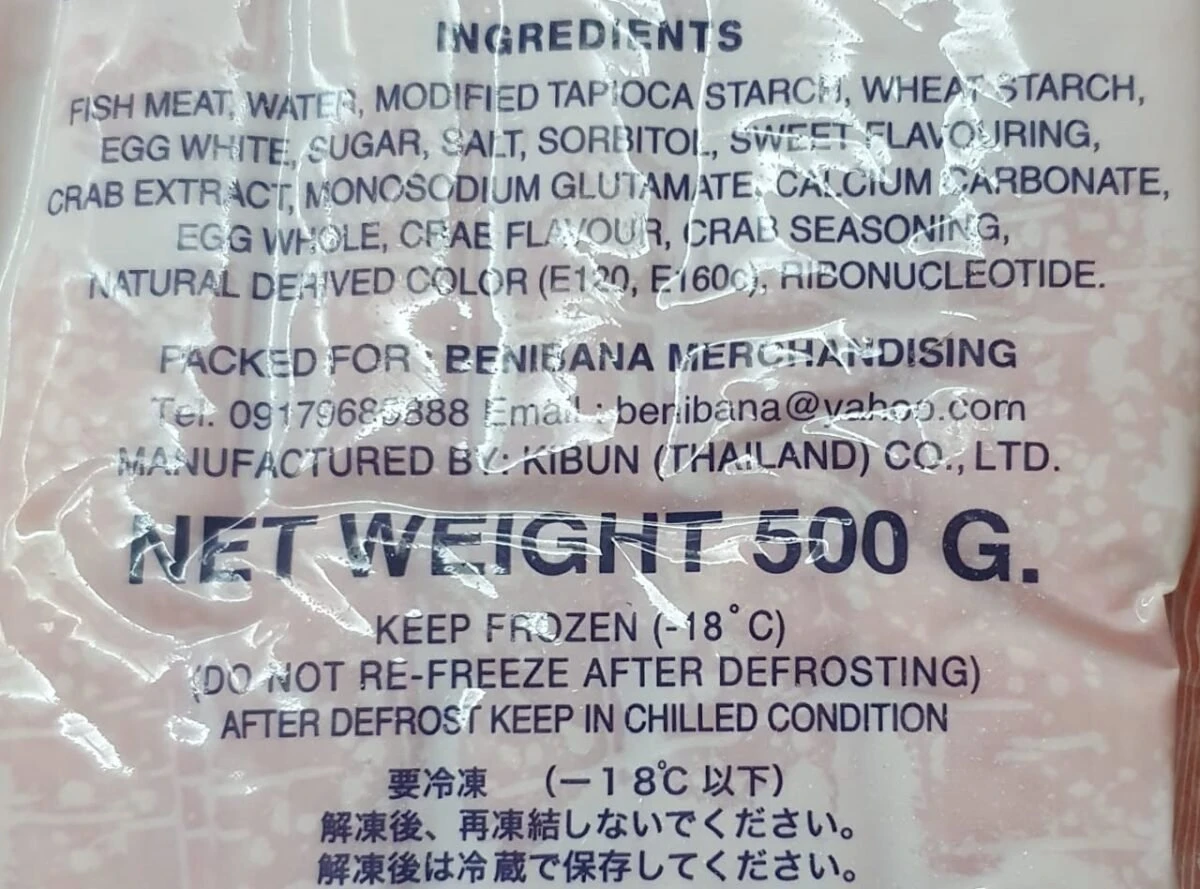 INGREDIENTS
FISH MEAT, WATER, MODIFIED TAPIOCA STARCH, WHEAT STARCH,
EGG WHITE, SUGAR, SALT, SORBITOL, SWEET FLAVOURING,
CRAB EXTRACT, MONOSODIUM GLUTAMATE, CALCIUM CARBONATE,
EGG WHOLE, CRAB FLAVOUR, CRAB SEASONING,
NATURAL DERIVED COLOR (E120, E160c), RIBONUCLEOTIDE.
PACKED FOR : BENIBANA MERCHANDISING
Tel. Email : benibana@yahoo.com
MANUFACTURED BY: KIBUN (THAILAND) CO., LTD.
NET WEIGHT 500 G.
KEEP FROZEN (-18°C)
(DO NOT RE-FREEZE AFTER DEFROSTING)
AFTER DEFROST KEEP IN CHILLED CONDITION
要冷凍 (－18℃以下)
解凍後、再凍結しないでください。
解凍後は冷蔵で保存してください。